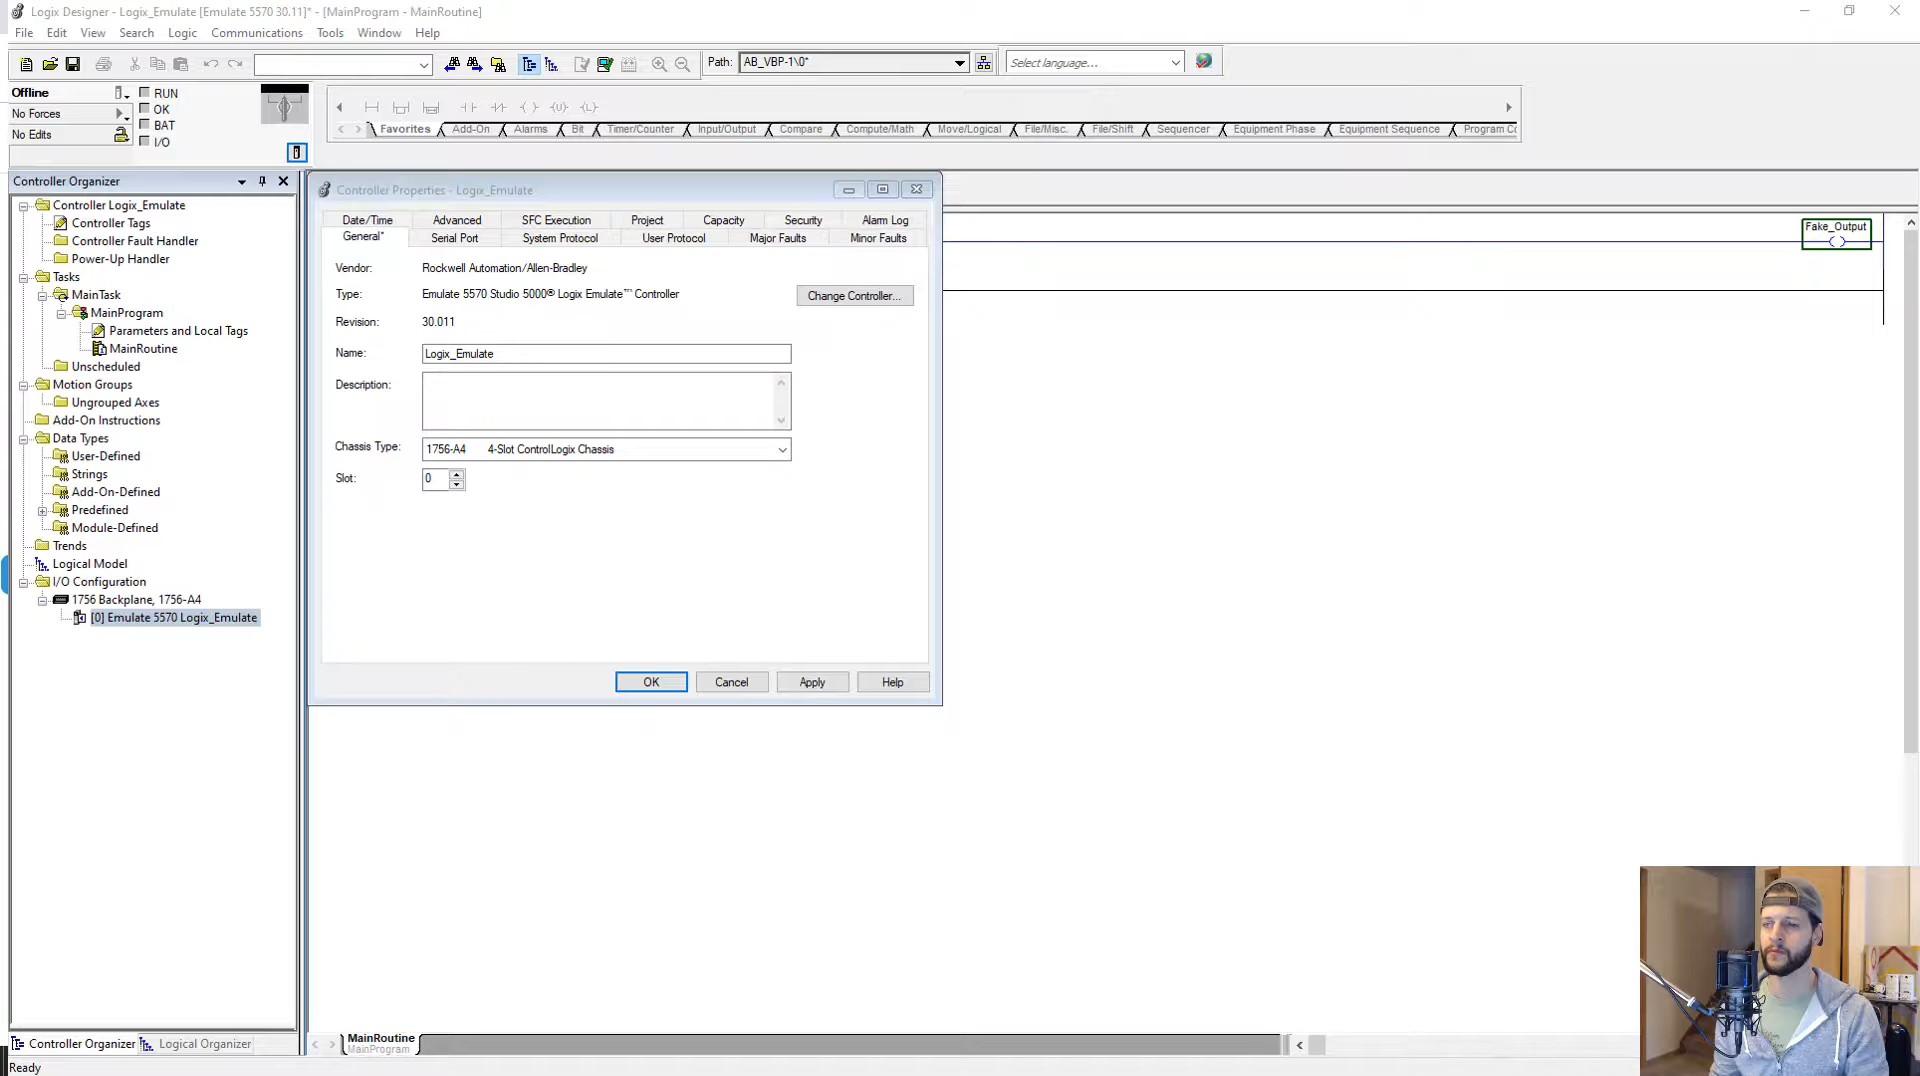 Logix Designer - Logix_Emulate [Emulate 5570 30.11]* - [MainProgram - MainRoutine]
File Edit View Search Logic Communications Tools Window Help
Path: AB_VBP-1\0* Select language...
Offline RUN
No Forces OK
No Edits BAT
I/O
Favorites Add-On Alarms Bit Timer/Counter Input/Output Compare Compute/Math Move/Logical File/Misc. File/Shift Sequencer Equipment Phase Equipment Sequence Program Co
Controller Organizer
Controller Logix_Emulate
Controller Tags
Controller Fault Handler
Power-Up Handler
Tasks
MainTask
MainProgram
Parameters and Local Tags
MainRoutine
Unscheduled
Motion Groups
Ungrouped Axes
Add-On Instructions
Data Types
User-Defined
Strings
Add-On-Defined
Predefined
Module-Defined
Trends
Logical Model
I/O Configuration
1756 Backplane, 1756-A4
[0] Emulate 5570 Logix_Emulate
Controller Properties - Logix_Emulate
Date/Time Advanced SFC Execution Project Capacity Security Alarm Log
General* Serial Port System Protocol User Protocol Major Faults Minor Faults
Vendor: Rockwell Automation/Allen-Bradley
Type: Emulate 5570 Studio 5000® Logix Emulate™ Controller Change Controller...
Revision: 30.011
Name: Logix_Emulate
Description:
Chassis Type: 1756-A4 4-Slot ControlLogix Chassis
Slot: 0
OK Cancel Apply Help
Fake_Output
MainRoutine
MainProgram
Controller Organizer Logical Organizer
Ready